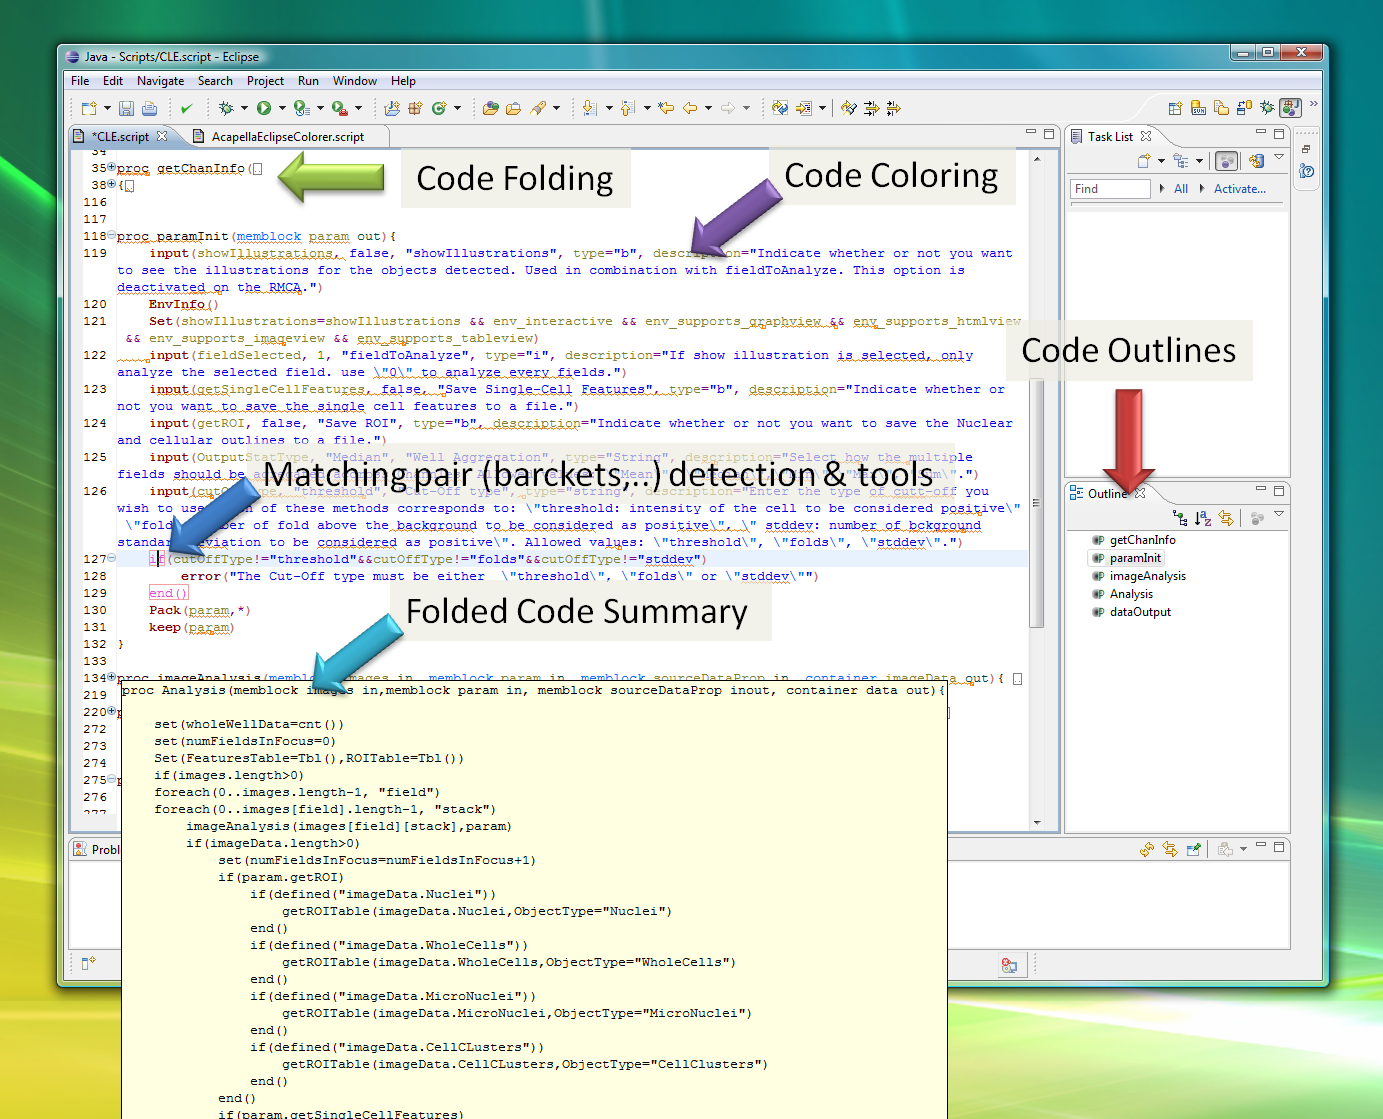 Java - Scripts/CLE.script - Eclipse
File Edit Navigate Search Project Run Window Help
*CLE.script AcapellaEclipseColorer.script
Task List
34
35 proc getChanInfo(
38 {
116
117
118 proc paramInit(memblock param out){
119 input(showIllustrations, false, "showIllustrations", type="b", description="Indicate whether or not you want
to see the illustrations for the objects detected. Used in combination with fieldToAnalyze. This option is
deactivated on the RMCA.")
120 EnvInfo()
121 Set(showIllustrations=showIllustrations && env_interactive && env_supports_graphview && env_supports_htmlview
&& env_supports_imageview && env_supports_tableview)
122 input(fieldSelected, 1, "fieldToAnalyze", type="i", description="If show illustration is selected, only
analyze the selected field. use \"0\" to analyze every fields.")
123 input(getSingleCellFeatures, false, "Save Single-Cell Features", type="b", description="Indicate whether or
not you want to save the single cell features to a file.")
124 input(getROI, false, "Save ROI", type="b", description="Indicate whether or not you want to save the Nuclear
and cellular outlines to a file.")
125 input(OutputStatType, "Median", "Well Aggregation", type="String", description="Select how the multiple
fields should be
126 input(cutOffType, "threshold", "Cut-Off type", type="string", description="Enter the type of cutt-off you
wish to use of these methods corresponds to: \"threshold: intensity of the cell to be considered positive\"
\"fold of fold above the background to be considered as positive\", \" stddev: number of bckground
standard deviation to be considered as positive\". Allowed values: \"threshold\", \"folds\", \"stddev\".")
127 if(cutOffType!="threshold"&&cutOffType!="folds"&&cutOffType!="stddev")
128 error("The Cut-Off type must be either \"threshold\", \"folds\" or \"stddev\"")
129 end()
130 Pack(param,*)
131 keep(param)
132 }
133
134 proc imageAnalysis(memblock images in, memblock param in, memblock sourceDataProp in, container imageData out){
219
220
272
273
274
275
276
277
Code Folding
Code Coloring
Code Outlines
Matching pair (barckets,..) detection & tools
Folded Code Summary
Find All Activate...
Outline
getChanInfo
paramInit
imageAnalysis
Analysis
dataOutput
Probl
proc Analysis(memblock images in,memblock param in, memblock sourceDataProp inout, container data out){
set(wholeWellData=cnt())
set(numFieldsInFocus=0)
Set(FeaturesTable=Tbl(),ROITable=Tbl())
if(images.length>0)
foreach(0..images.length-1, "field")
foreach(0..images[field].length-1, "stack")
imageAnalysis(images[field][stack],param)
if(imageData.length>0)
set(numFieldsInFocus=numFieldsInFocus+1)
if(param.getROI)
if(defined("imageData.Nuclei"))
getROITable(imageData.Nuclei,ObjectType="Nuclei")
end()
if(defined("imageData.WholeCells"))
getROITable(imageData.WholeCells,ObjectType="WholeCells")
end()
if(defined("imageData.MicroNuclei"))
getROITable(imageData.MicroNuclei,ObjectType="MicroNuclei")
end()
if(defined("imageData.CellCLusters"))
getROITable(imageData.CellCLusters,ObjectType="CellClusters")
end()
end()
if(param.getSingleCellFeatures)